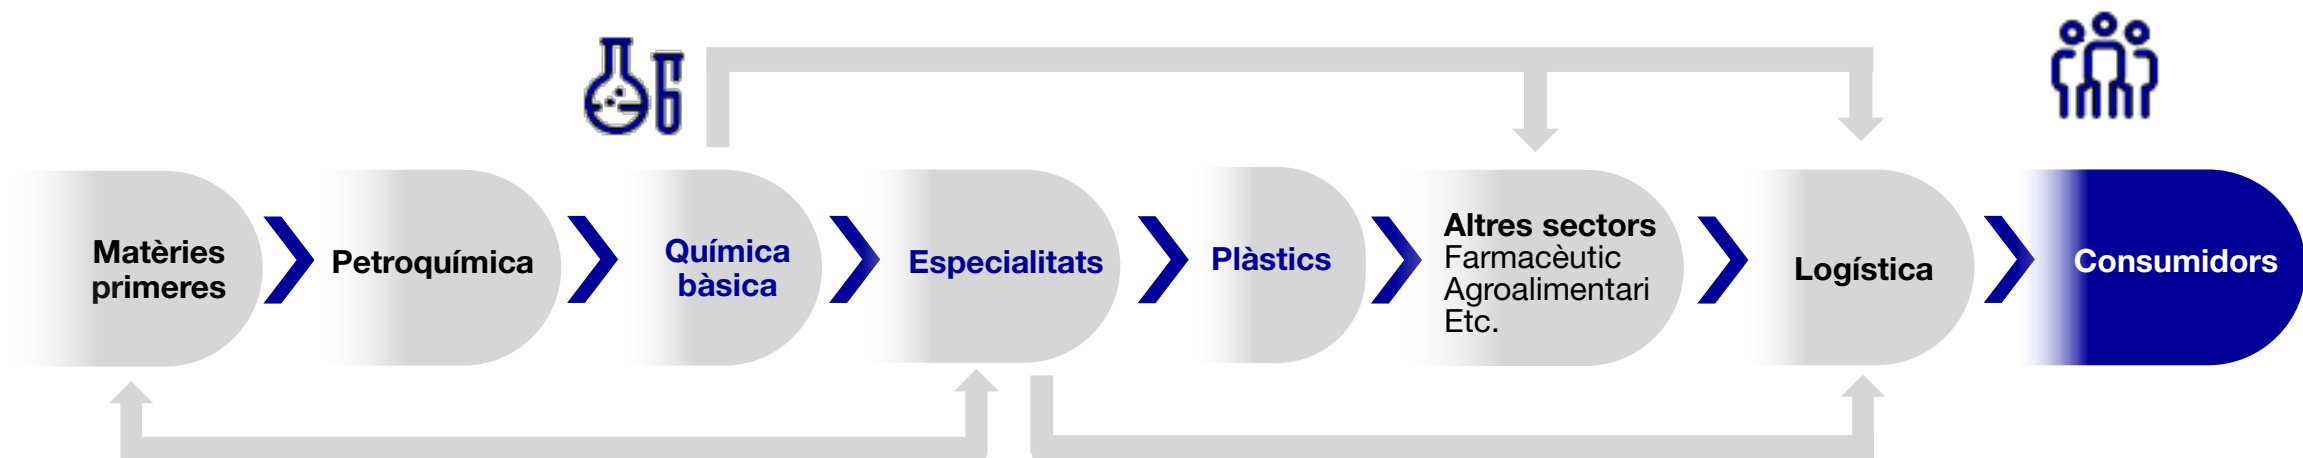 Matèries
primeres
Petroquímica
Química
bàsica
Especialitats
Plàstics
Altres sectors
Farmacèutic
Agroalimentari
Etc.
Logística
Consumidors